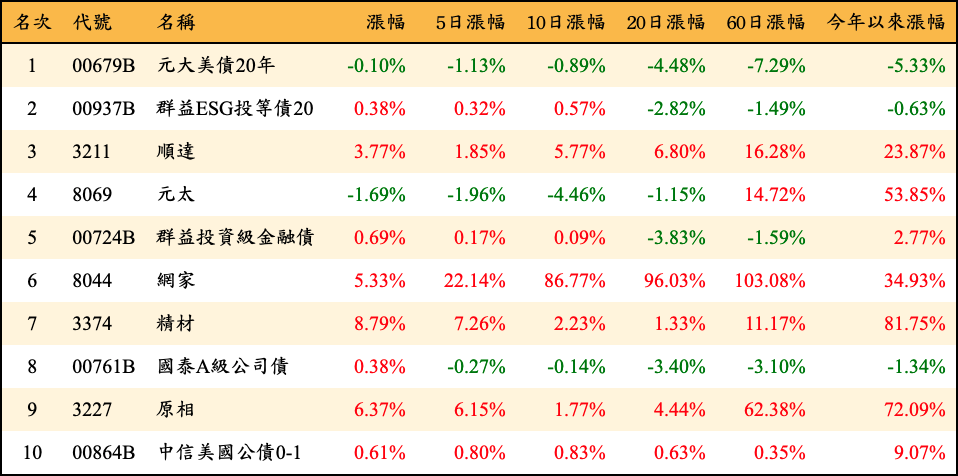 名次 代號 名稱 漲幅 5日漲幅 10日漲幅 20日漲幅 60日漲幅 今年以來漲幅
1 00679B 元大美債20年 -0.10% -1.13% -0.89% -4.48% -7.29% -5.33%
2 00937B 群益ESG投等債20 0.38% 0.32% 0.57% -2.82% -1.49% -0.63%
3 3211 順達 3.77% 1.85% 5.77% 6.80% 16.28% 23.87%
4 8069 元太 -1.69% -1.96% -4.46% -1.15% 14.72% 53.85%
5 00724B 群益投資級金融債 0.69% 0.17% 0.09% -3.83% -1.59% 2.77%
6 8044 網家 5.33% 22.14% 86.77% 96.03% 103.08% 34.93%
7 3374 精材 8.79% 7.26% 2.23% 1.33% 11.17% 81.75%
8 00761B 國泰A級公司債 0.38% -0.27% -0.14% -3.40% -3.10% -1.34%
9 3227 原相 6.37% 6.15% 1.77% 4.44% 62.38% 72.09%
10 00864B 中信美國公債0-1 0.61% 0.80% 0.83% 0.63% 0.35% 9.07%